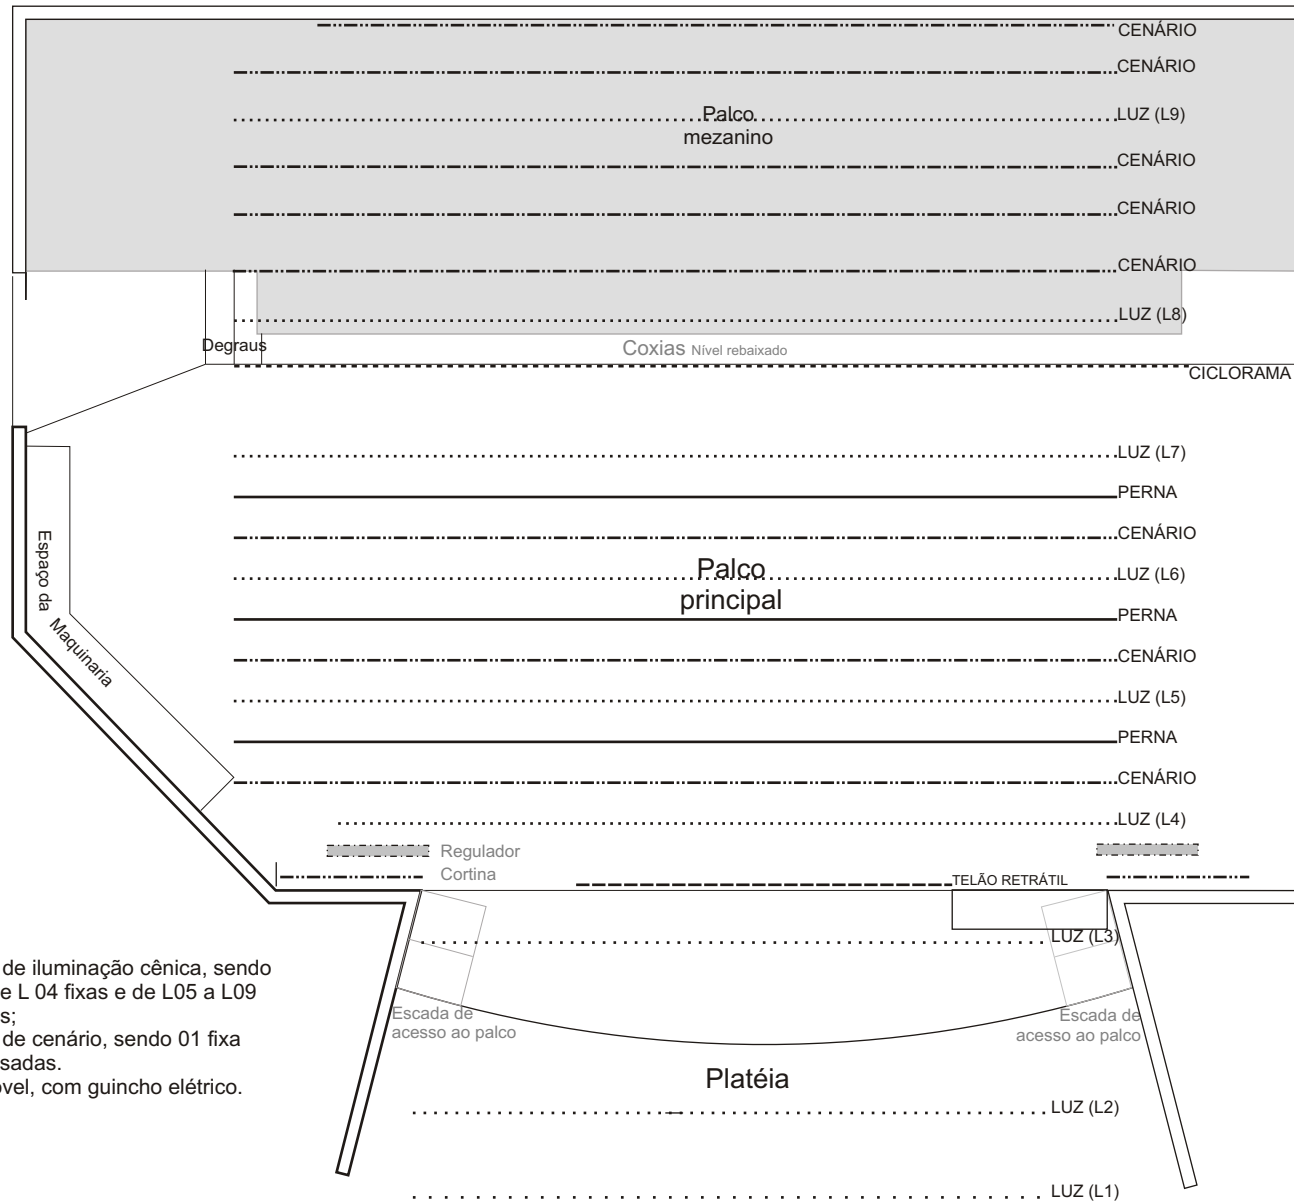 CENÁRIO
CENÁRIO
LUZ (L9)
Palco
mezanino
CENÁRIO
CENÁRIO
CENÁRIO
LUZ (L8)
Degraus
Coxias Nível rebaixado
CICLORAMA
LUZ (L7)
PERNA
CENÁRIO
Espaço da
Maquinaria
Palco
principal
LUZ (L6)
PERNA
CENÁRIO
LUZ (L5)
PERNA
CENÁRIO
LUZ (L4)
Regulador
Cortina
TELÃO RETRÁTIL
LUZ (L3)
de iluminação cênica, sendo
e L 04 fixas e de L05 a L09
s;
de cenário, sendo 01 fixa
sadas.
ovel, com guincho elétrico.
Escada de
acesso ao palco
Escada de
acesso ao palco
Platéia
LUZ (L2)
LUZ (L1)